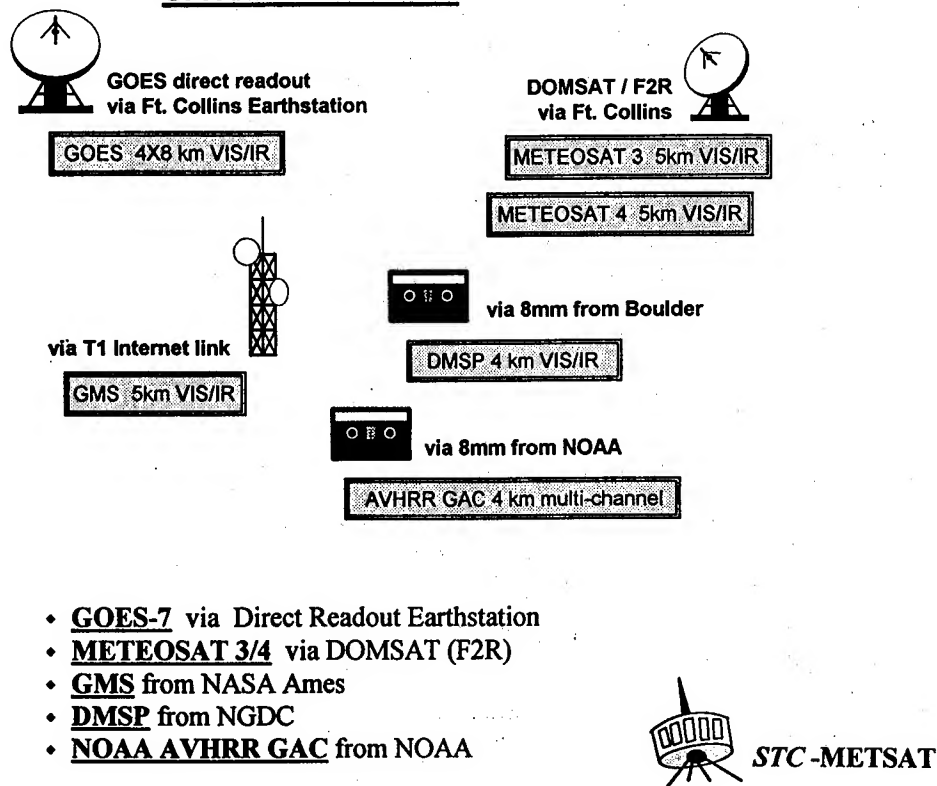 GOES direct readout
via Ft. Collins Earthstation
GOES 4X8 km VIS/IR
DOMSAT / F2R
via Ft. Collins
METEOSAT 3 5km VIS/IR
METEOSAT 4 5km VIS/IR
via T1 Internet link
GMS 5km VIS/IR
via 8mm from Boulder
DMSP 4 km VIS/IR
via 8mm from NOAA
AVHRR GAC 4 km multi-channel
• GOES-7 via Direct Readout Earthstation
• METEOSAT 3/4 via DOMSAT (F2R)
• GMS from NASA Ames
• DMSP from NGDC
• NOAA AVHRR GAC from NOAA
STC-METSAT